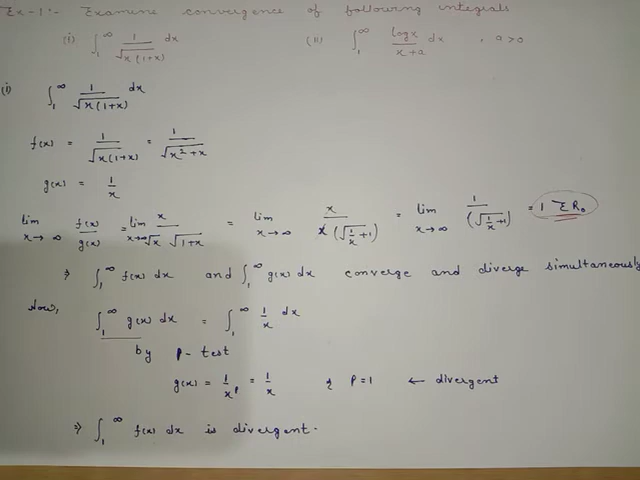 Ex-1:- Examine convergence of following integrals
(i) ∫₁^∞ 1/√(x(1+x)) dx (ii) ∫₁^∞ logx/(x+a) dx , a>0
(i) ∫₁^∞ 1/√(x(1+x)) dx
f(x) = 1/√(x(1+x)) = 1/√(x²+x)
g(x) = 1/x
lim x→∞ f(x)/g(x) = lim x→∞ x/(√x √(1+x)) = lim x→∞ x/(x(√(1/x+1))) = lim x→∞ 1/(√(1/x+1)) = 1 ΣR₀
⇒ ∫₁^∞ f(x) dx and ∫₁^∞ g(x) dx converge and diverge simultaneously
Now,
∫₁^∞ g(x) dx = ∫₁^∞ 1/x dx
by P-test
g(x) = 1/x^p = 1/x & P=1 ← divergent
⇒ ∫₁^∞ f(x) dx is divergent.